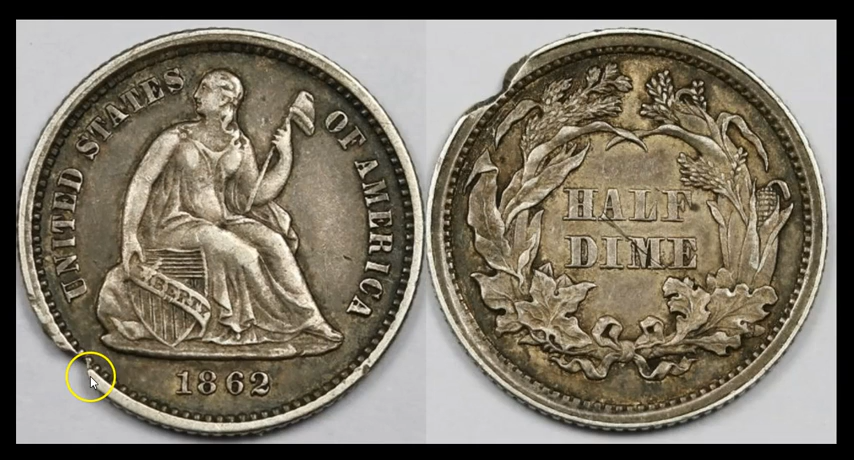 UNITED STATES OF AMERICA
LIBERTY
1862
HALF
DIME